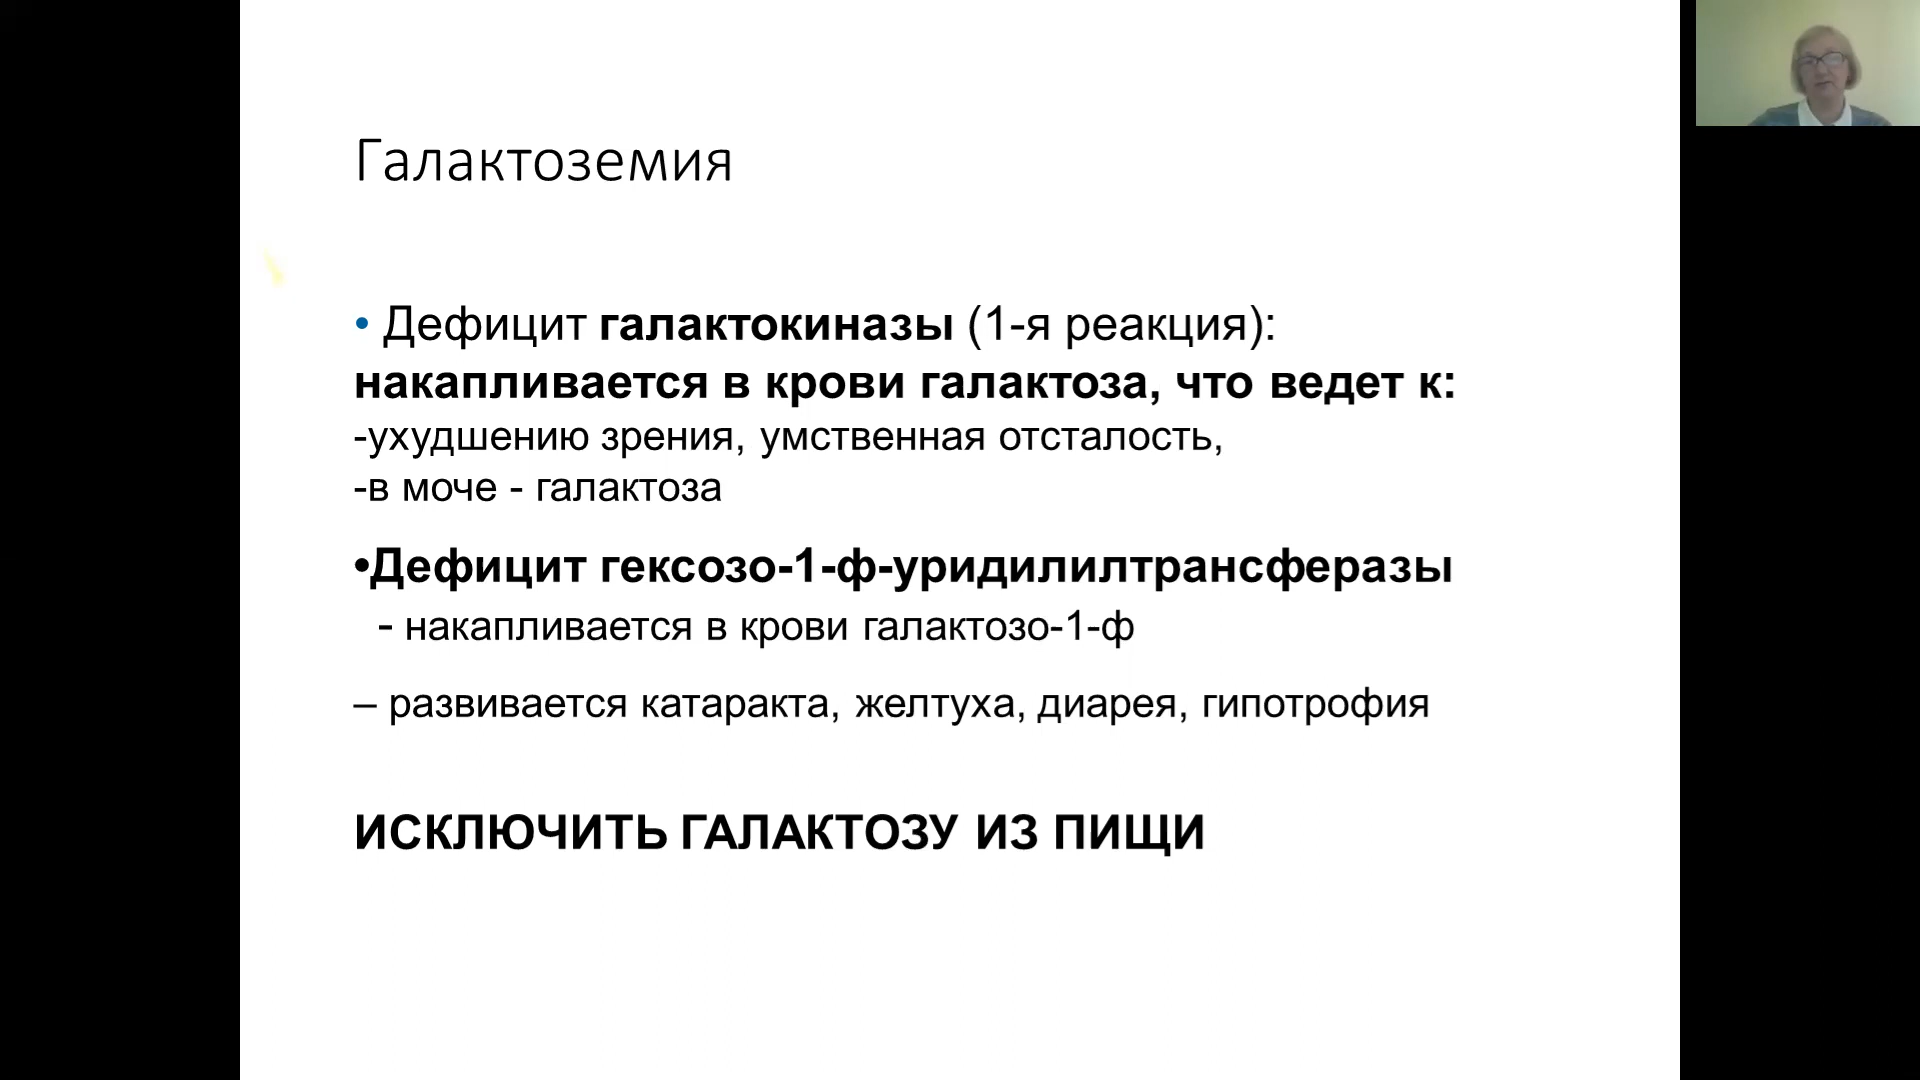 Галактоземия
• Дефицит галактокиназы (1-я реакция):
накапливается в крови галактоза, что ведет к:
-ухудшению зрения, умственная отсталость,
-в моче - галактоза
•Дефицит гексозо-1-ф-уридилилтрансферазы
- накапливается в крови галактозо-1-ф
– развивается катаракта, желтуха, диарея, гипотрофия
ИСКЛЮЧИТЬ ГАЛАКТОЗУ ИЗ ПИЩИ